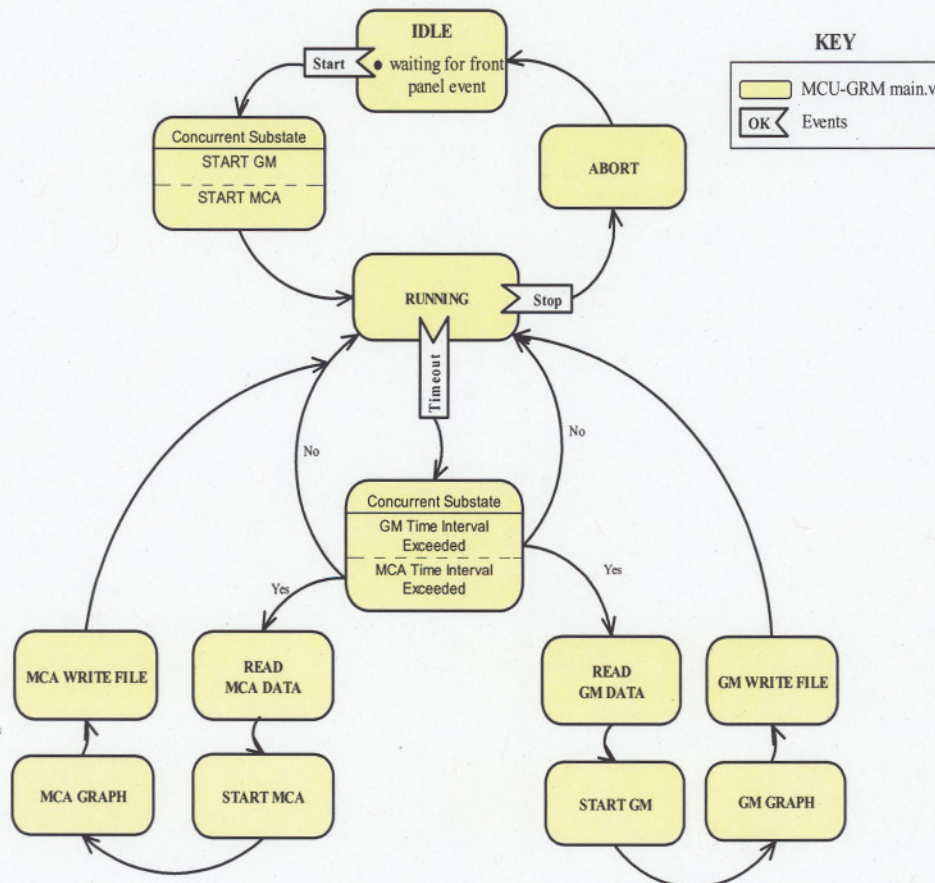 IDLE
Start
• waiting for front
panel event
KEY
MCU-GRM main.v
OK
Events
Concurrent Substate
START GM
START MCA
ABORT
RUNNING
Stop
Timeout
No
No
Concurrent Substate
GM Time Interval
Exceeded
MCA Time Interval
Exceeded
Yes
Yes
MCA WRITE FILE
READ
MCA DATA
READ
GM DATA
GM WRITE FILE
MCA GRAPH
START MCA
START GM
GM GRAPH